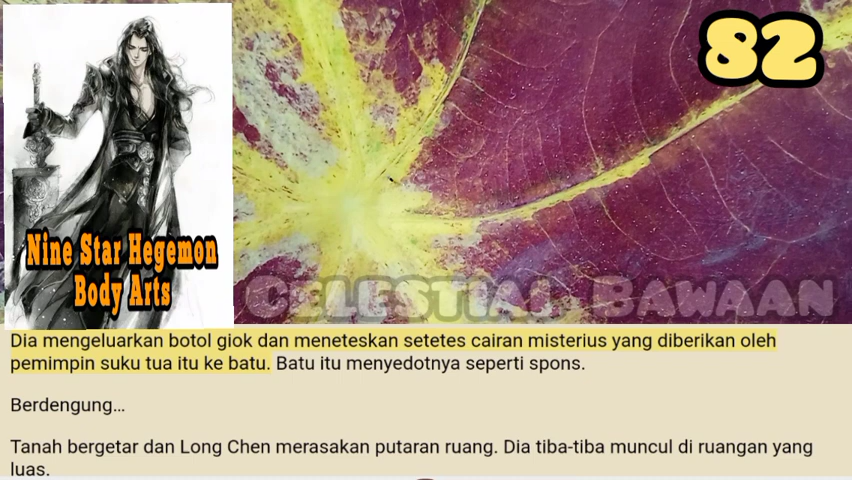 82
Nine Star Hegemon
Body Arts
Celestial Bawaan
Dia mengeluarkan botol giok dan meneteskan setetes cairan misterius yang diberikan oleh
pemimpin suku tua itu ke batu. Batu itu menyedotnya seperti spons.
Berdengung...
Tanah bergetar dan Long Chen merasakan putaran ruang. Dia tiba-tiba muncul di ruangan yang
luas.